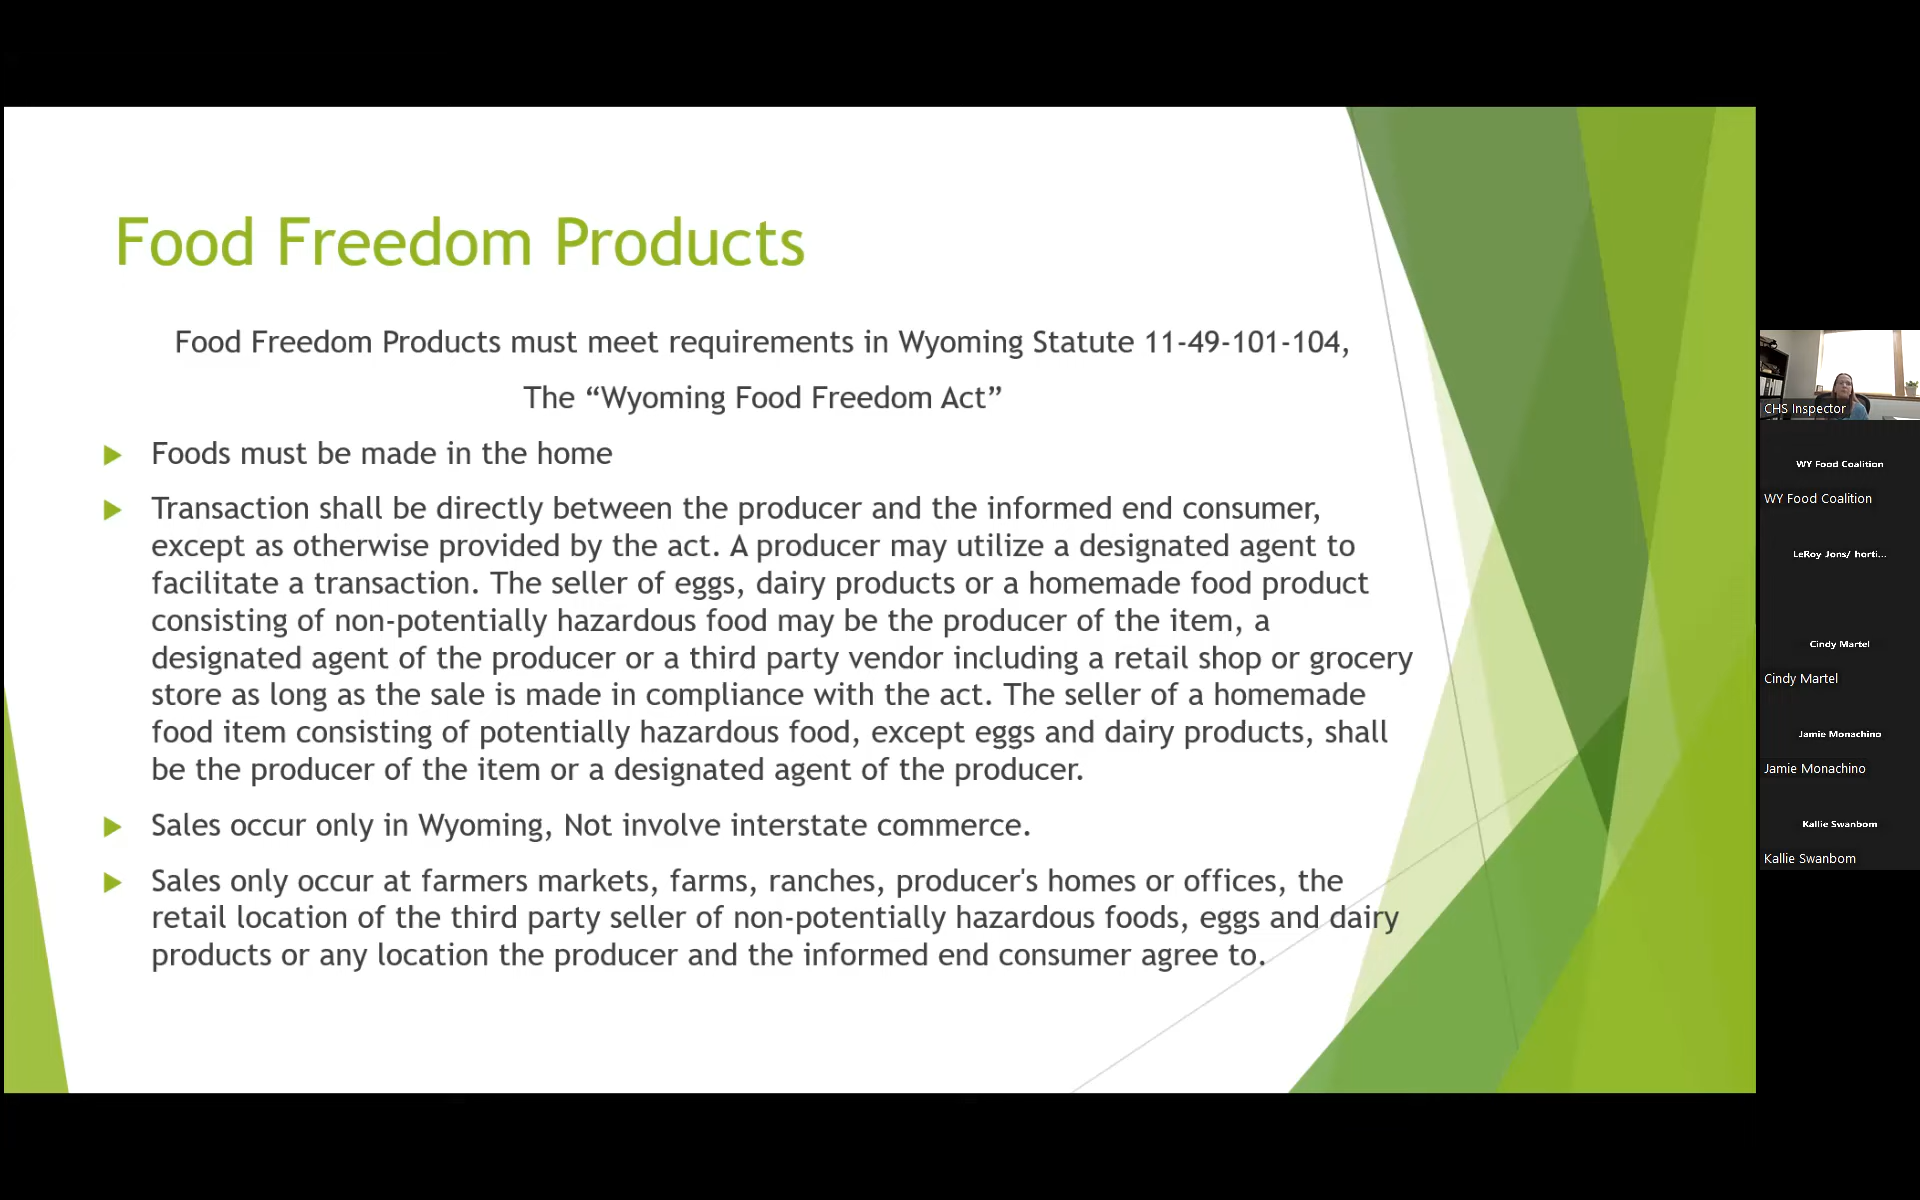 Food Freedom Products
Food Freedom Products must meet requirements in Wyoming Statute 11-49-101-104,
The “Wyoming Food Freedom Act”
Foods must be made in the home
Transaction shall be directly between the producer and the informed end consumer,
except as otherwise provided by the act. A producer may utilize a designated agent to
facilitate a transaction. The seller of eggs, dairy products or a homemade food product
consisting of non-potentially hazardous food may be the producer of the item, a
designated agent of the producer or a third party vendor including a retail shop or grocery
store as long as the sale is made in compliance with the act. The seller of a homemade
food item consisting of potentially hazardous food, except eggs and dairy products, shall
be the producer of the item or a designated agent of the producer.
Sales occur only in Wyoming, Not involve interstate commerce.
Sales only occur at farmers markets, farms, ranches, producer's homes or offices, the
retail location of the third party seller of non-potentially hazardous foods, eggs and dairy
products or any location the producer and the informed end consumer agree to.
CHS Inspector
WY Food Coalition
WY Food Coalition
LeRoy Jons/ horti...
Cindy Martel
Cindy Martel
Jamie Monachino
Jamie Monachino
Kallie Swanbom
Kallie Swanbom